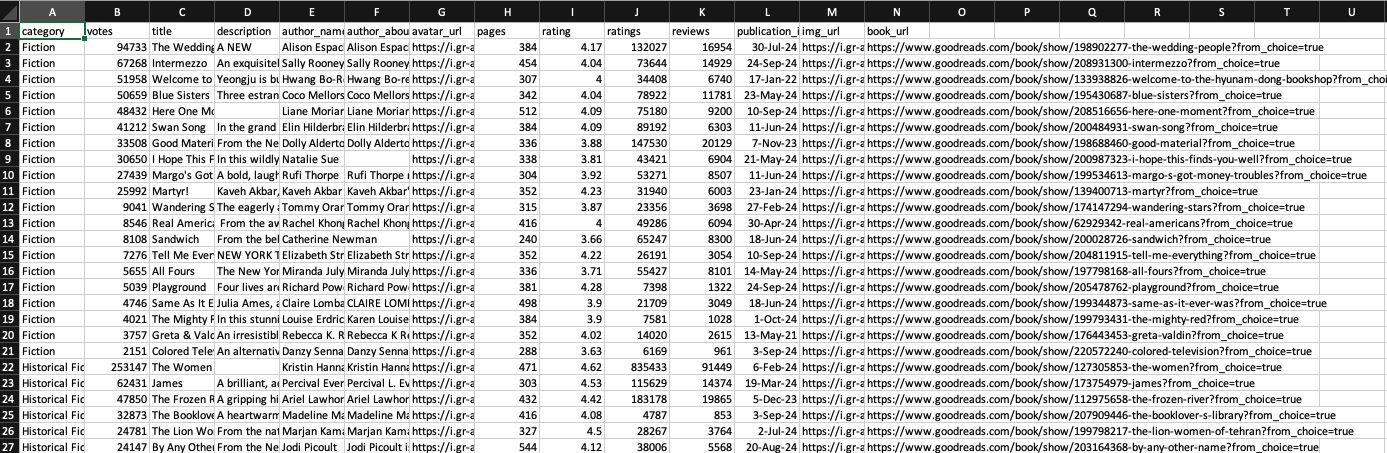 A B C D E F G H I J K L M N O P Q R S T U
1 category votes title description author_name author_abou avatar_url pages rating ratings reviews publication_i img_url book_url
2 Fiction 94733 The Wedding A NEW Alison Espac Alison Espac https://i.gr-a 384 4.17 132027 16954 30-Jul-24 https://i.gr-a https://www.goodreads.com/book/show/198902277-the-wedding-people?from_choice=true
3 Fiction 67268 Intermezzo An exquisitel Sally Rooney Sally Rooney https://i.gr-a 454 4.04 73644 14929 24-Sep-24 https://i.gr-a https://www.goodreads.com/book/show/208931300-intermezzo?from_choice=true
4 Fiction 51958 Welcome to Yeongju is bu Hwang Bo-R Hwang Bo-re https://i.gr-a 307 4 34408 6740 17-Jan-22 https://i.gr-a https://www.goodreads.com/book/show/133938826-welcome-to-the-hyunam-dong-bookshop?from_choi
5 Fiction 50659 Blue Sisters Three estran Coco Mellors Coco Mellors https://i.gr-a 342 4.04 78922 11781 23-May-24 https://i.gr-a https://www.goodreads.com/book/show/195430687-blue-sisters?from_choice=true
6 Fiction 48432 Here One Mo Liane Moriar Liane Moriar https://i.gr-a 512 4.09 75180 9200 10-Sep-24 https://i.gr-a https://www.goodreads.com/book/show/208516656-here-one-moment?from_choice=true
7 Fiction 41212 Swan Song In the grand Elin Hilderbra Elin Hilderbra https://i.gr-a 384 4.09 89192 6303 11-Jun-24 https://i.gr-a https://www.goodreads.com/book/show/200484931-swan-song?from_choice=true
8 Fiction 33508 Good Materi From the Ne Dolly Alderto Dolly Alderto https://i.gr-a 336 3.88 147530 20129 7-Nov-23 https://i.gr-a https://www.goodreads.com/book/show/198688460-good-material?from_choice=true
9 Fiction 30650 I Hope This F In this wildly Natalie Sue https://i.gr-a 338 3.81 43421 6904 21-May-24 https://i.gr-a https://www.goodreads.com/book/show/200987323-i-hope-this-finds-you-well?from_choice=true
10 Fiction 27439 Margo's Got A bold, laugh Rufi Thorpe Rufi Thorpe https://i.gr-a 304 3.92 53271 8507 11-Jun-24 https://i.gr-a https://www.goodreads.com/book/show/199534613-margo-s-got-money-troubles?from_choice=true
11 Fiction 25992 Martyr! Kaveh Akbar, Kaveh Akbar Kaveh Akbar' https://i.gr-a 352 4.23 31940 6003 23-Jan-24 https://i.gr-a https://www.goodreads.com/book/show/139400713-martyr?from_choice=true
12 Fiction 9041 Wandering S The eagerly a Tommy Orar Tommy Orar https://i.gr-a 315 3.87 23356 3698 27-Feb-24 https://i.gr-a https://www.goodreads.com/book/show/174147294-wandering-stars?from_choice=true
13 Fiction 8546 Real America From the aw Rachel Khong Rachel Khong https://i.gr-a 416 4 49286 6094 30-Apr-24 https://i.gr-a https://www.goodreads.com/book/show/62929342-real-americans?from_choice=true
14 Fiction 8108 Sandwich From the bel Catherine Newman https://i.gr-a 240 3.66 65247 8300 18-Jun-24 https://i.gr-a https://www.goodreads.com/book/show/200028726-sandwich?from_choice=true
15 Fiction 7276 Tell Me Ever NEW YORK T Elizabeth Str Elizabeth Str https://i.gr-a 352 4.22 26191 3054 10-Sep-24 https://i.gr-a https://www.goodreads.com/book/show/204811915-tell-me-everything?from_choice=true
16 Fiction 5655 All Fours The New Yor Miranda July Miranda July https://i.gr-a 336 3.71 55427 8101 14-May-24 https://i.gr-a https://www.goodreads.com/book/show/197798168-all-fours?from_choice=true
17 Fiction 5039 Playground Four lives are Richard Pow Richard Pow https://i.gr-a 381 4.28 7398 1322 24-Sep-24 https://i.gr-a https://www.goodreads.com/book/show/205478762-playground?from_choice=true
18 Fiction 4746 Same As It E Julia Ames, a Claire Lomba CLAIRE LOMI https://i.gr-a 498 3.9 21709 3049 18-Jun-24 https://i.gr-a https://www.goodreads.com/book/show/199344873-same-as-it-ever-was?from_choice=true
19 Fiction 4021 The Mighty F In this stunni Louise Erdric Karen Louise https://i.gr-a 384 3.9 7581 1028 1-Oct-24 https://i.gr-a https://www.goodreads.com/book/show/199793431-the-mighty-red?from_choice=true
20 Fiction 3757 Greta & Valc An irresistibl Rebecca K. R Rebecca K Re https://i.gr-a 352 4.02 14020 2615 13-May-21 https://i.gr-a https://www.goodreads.com/book/show/176443453-greta-valdin?from_choice=true
21 Fiction 2151 Colored Tele An alternativ Danzy Senna Danzy Senna https://i.gr-a 288 3.63 6169 961 3-Sep-24 https://i.gr-a https://www.goodreads.com/book/show/220572240-colored-television?from_choice=true
22 Historical Fic 253147 The Women Kristin Hanna Kristin Hanna https://i.gr-a 471 4.62 835433 91449 6-Feb-24 https://i.gr-a https://www.goodreads.com/book/show/127305853-the-women?from_choice=true
23 Historical Fic 62431 James A brilliant, ac Percival Ever Percival L. Ev https://i.gr-a 303 4.53 115629 14374 19-Mar-24 https://i.gr-a https://www.goodreads.com/book/show/173754979-james?from_choice=true
24 Historical Fic 47850 The Frozen R A gripping hi Ariel Lawhor Ariel Lawhor https://i.gr-a 432 4.42 183178 19865 5-Dec-23 https://i.gr-a https://www.goodreads.com/book/show/112975658-the-frozen-river?from_choice=true
25 Historical Fic 32873 The Booklove A heartwarm Madeline Ma Madeline Ma https://i.gr-a 416 4.08 4787 853 3-Sep-24 https://i.gr-a https://www.goodreads.com/book/show/207909446-the-booklover-s-library?from_choice=true
26 Historical Fic 24781 The Lion Wo From the nat Marjan Kama Marjan Kama https://i.gr-a 327 4.5 28267 3764 2-Jul-24 https://i.gr-a https://www.goodreads.com/book/show/199798217-the-lion-women-of-tehran?from_choice=true
27 Historical Fic 24147 By Any Othe From the Ne Jodi Picoult Jodi Picoult i https://i.gr-a 544 4.12 38006 5568 20-Aug-24 https://i.gr-a https://www.goodreads.com/book/show/203164368-by-any-other-name?from_choice=true